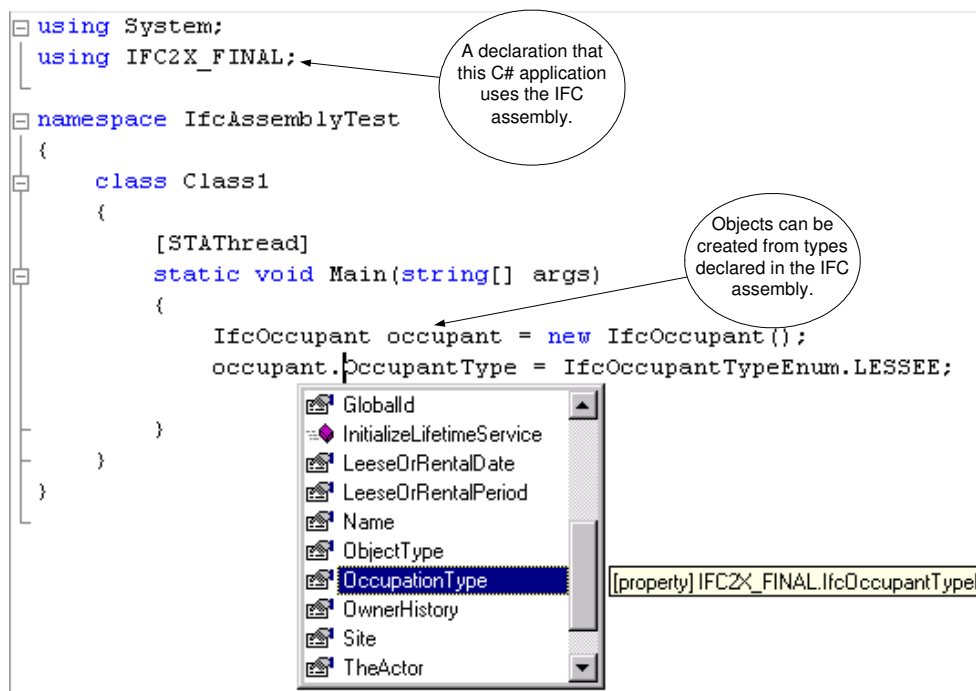 using System;
using IFC2X_FINAL;
A declaration that
this C# application
uses the IFC
assembly.
namespace IfcAssemblyTest
{
class Class1
{
[STAThread]
static void Main(string[] args)
{
Objects can be
created from types
declared in the IFC
assembly.
IfcOccupant occupant = new IfcOccupant();
occupant.OccupantType = IfcOccupantTypeEnum.LESSEE;
GlobalId
InitializeLifetimeService
LeeseOrRentalDate
LeeseOrRentalPeriod
Name
ObjectType
OccupationType
[property] IFC2X_FINAL.IfcOccupantType
OwnerHistory
Site
TheActor
}
}
}